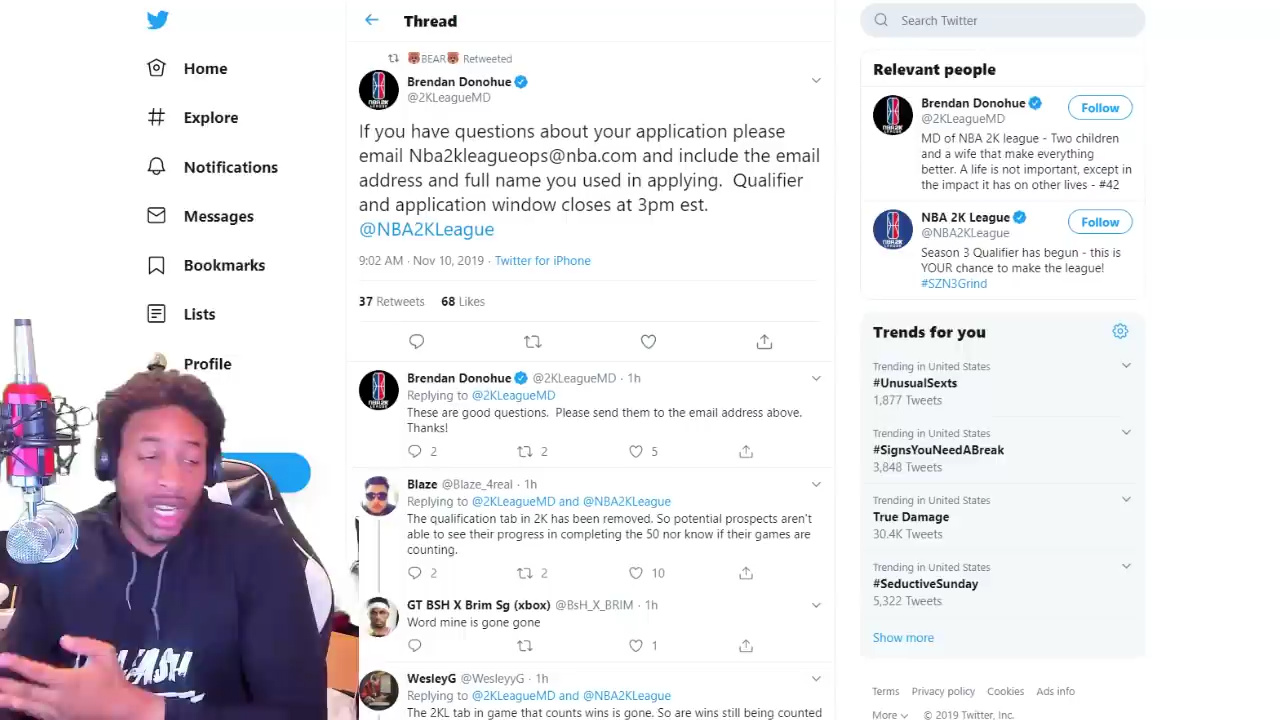 Home
Explore
Notifications
Messages
Bookmarks
Lists
Profile
Thread
🐻BEAR🐻 Retweeted
Brendan Donohue
@2KLeagueMD
If you have questions about your application please
email Nba2kleagueops@nba.com and include the email
address and full name you used in applying. Qualifier
and application window closes at 3pm est.
@NBA2KLeague
9:02 AM · Nov 10, 2019 · Twitter for iPhone
37 Retweets 68 Likes
Brendan Donohue @2KLeagueMD · 1h
Replying to @2KLeagueMD
These are good questions. Please send them to the email address above.
Thanks!
2 2 5
Blaze @Blaze_4real · 1h
Replying to @2KLeagueMD and @NBA2KLeague
The qualification tab in 2K has been removed. So potential prospects aren't
able to see their progress in completing the 50 nor know if their games are
counting.
2 2 10
GT BSH X Brim Sg (xbox) @BsH_X_BRIM · 1h
Word mine is gone gone
1
WesleyG @WesleyyG · 1h
Replying to @2KLeagueMD and @NBA2KLeague
The 2KL tab in game that counts wins is gone. So are wins still being counted
Search Twitter
Relevant people
Brendan Donohue
@2KLeagueMD
Follow
MD of NBA 2K league - Two children
and a wife that make everything
better. A life is not important, except in
the impact it has on other lives - #42
NBA 2K League
@NBA2KLeague
Follow
Season 3 Qualifier has begun - this is
YOUR chance to make the league!
#SZN3Grind
Trends for you
Trending in United States
#UnusualSexts
1,877 Tweets
Trending in United States
#SignsYouNeedABreak
3,848 Tweets
Trending in United States
True Damage
30.4K Tweets
Trending in United States
#SeductiveSunday
5,322 Tweets
Show more
Terms Privacy policy Cookies Ads info
More © 2019 Twitter, Inc.